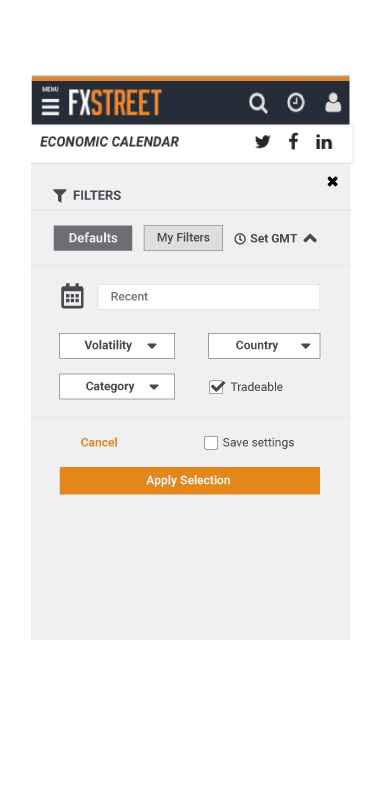 MENU
FXSTREET
ECONOMIC CALENDAR
FILTERS
Defaults My Filters Set GMT
Recent
Volatility Country
Category Tradeable
Cancel Save settings
Apply Selection